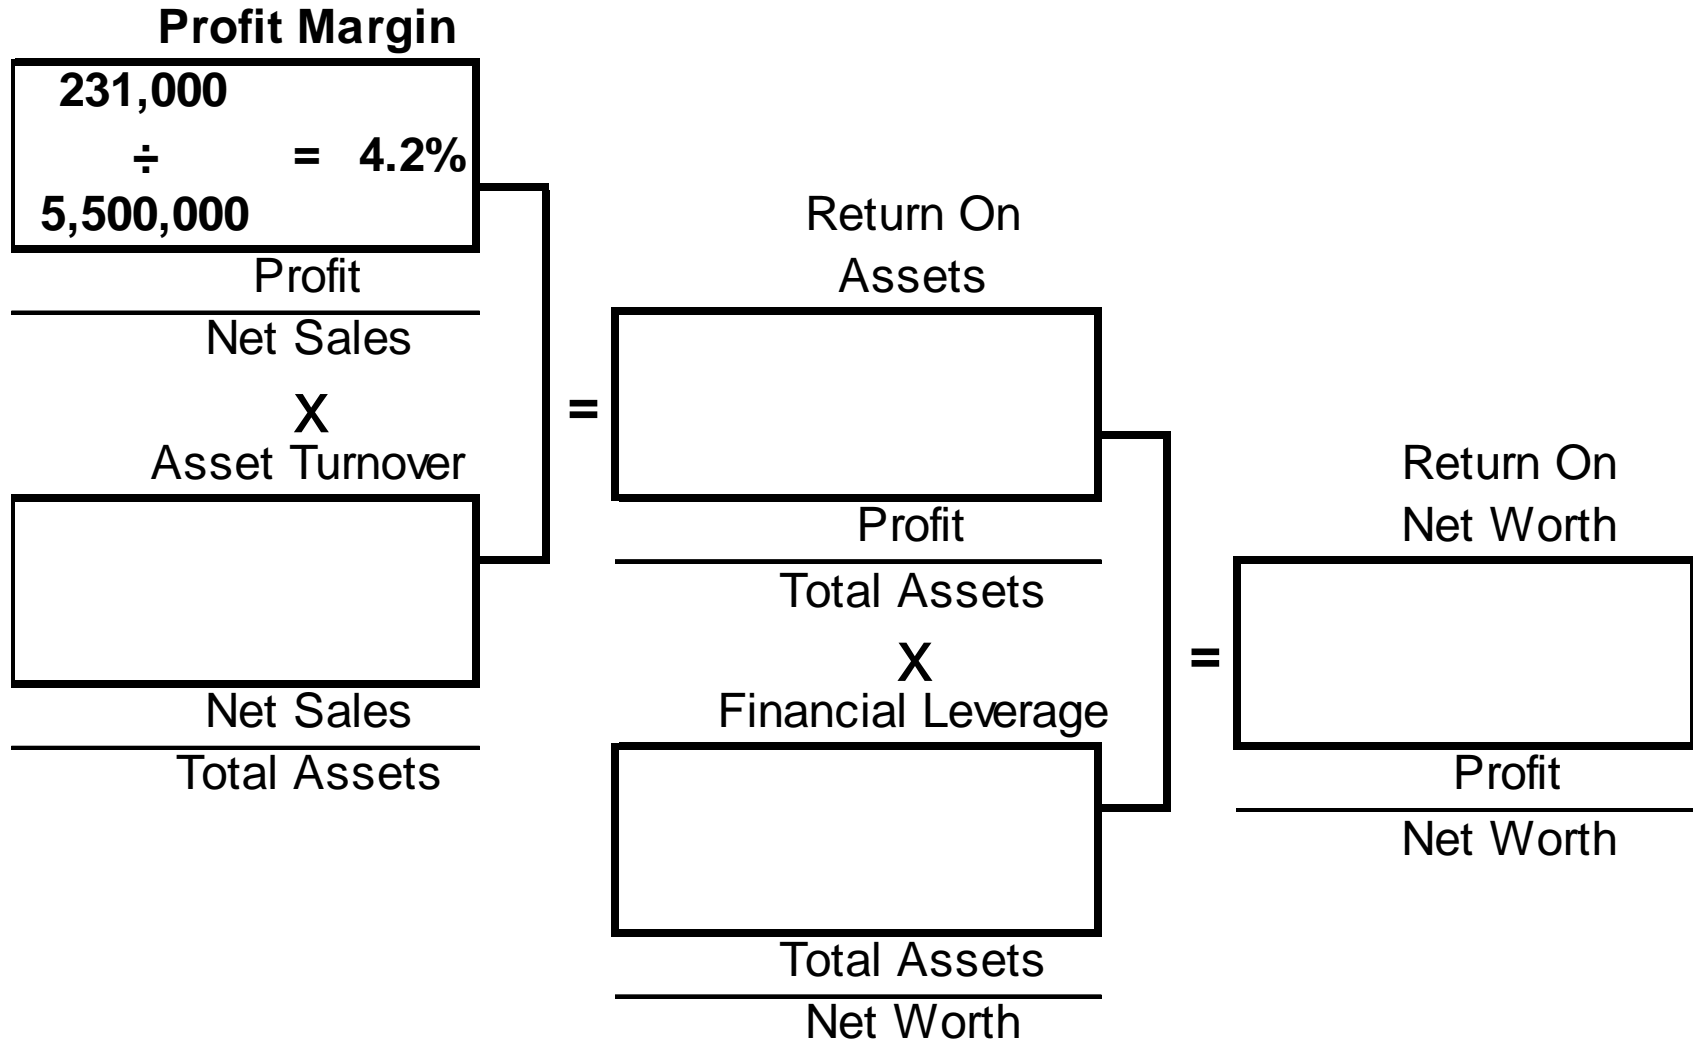 Profit Margin
231,000
÷ = 4.2%
5,500,000
Profit
Net Sales
X
Asset Turnover
Net Sales
Total Assets
=
Return On
Assets
Profit
Total Assets
X
Financial Leverage
Total Assets
Net Worth
=
Return On
Net Worth
Profit
Net Worth